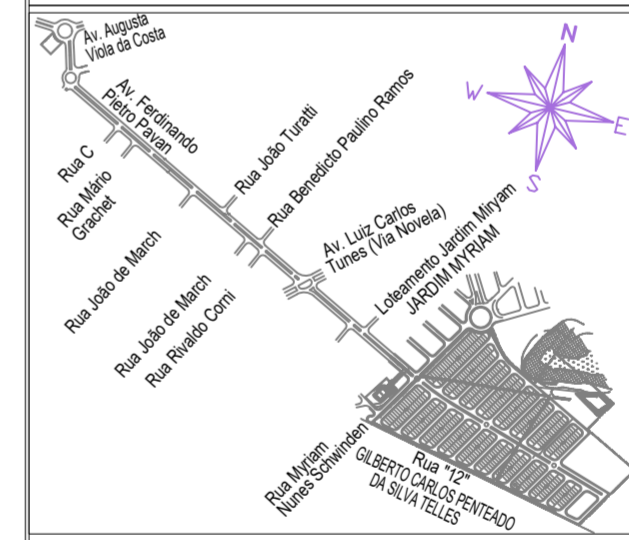 Av. Augusta
Viola da Costa
Av. Ferdinando
Pietro Pavan
Rua C
Rua Mário
Grachet
Rua João Turatti
Rua Benedicto Paulino Ramos
Rua João de March
Rua João de March
Rua Rivaldo Corni
Av. Luiz Carlos
Tunes (Via Novela)
Loteamento Jardim Miryam
JARDIM MYRIAM
Rua Myriam
Nunes Schwinden
Rua "12"
GILBERTO CARLOS PENTEADO
DA SILVA TELLES
N
W
E
S